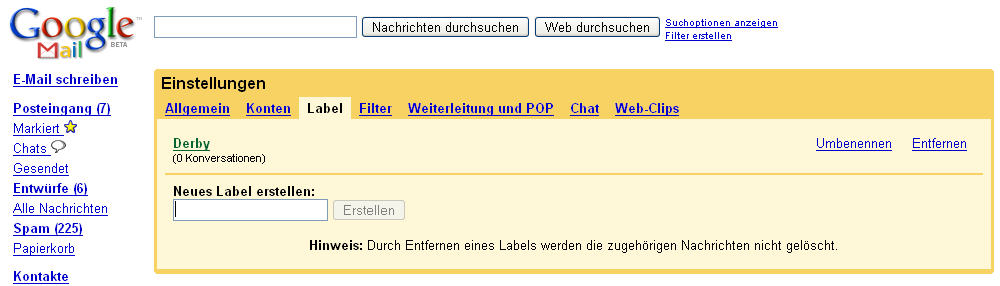 Google™
Mail BETA
Nachrichten durchsuchen
Web durchsuchen
Suchoptionen anzeigen
Filter erstellen
E-Mail schreiben
Posteingang (7)
Markiert
Chats
Gesendet
Entwürfe (6)
Alle Nachrichten
Spam (225)
Papierkorb
Kontakte
Einstellungen
Allgemein Konten Label Filter Weiterleitung und POP Chat Web-Clips
Derby Umbenennen Entfernen
(0 Konversationen)
Neues Label erstellen:
Erstellen
Hinweis: Durch Entfernen eines Labels werden die zugehörigen Nachrichten nicht gelöscht.